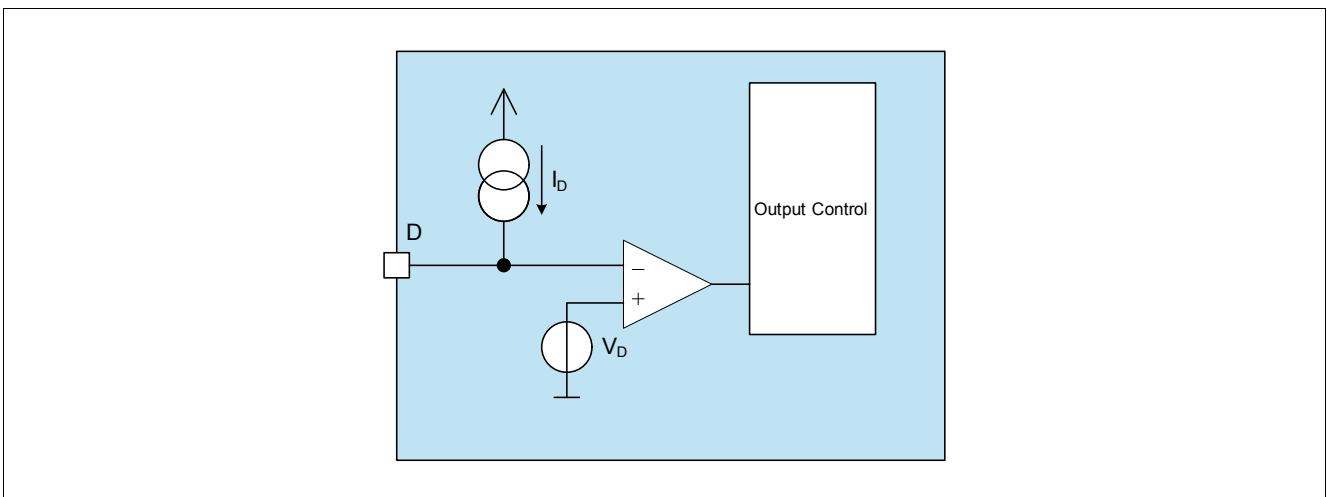 I_D
D
Output Control
−
+
V_D